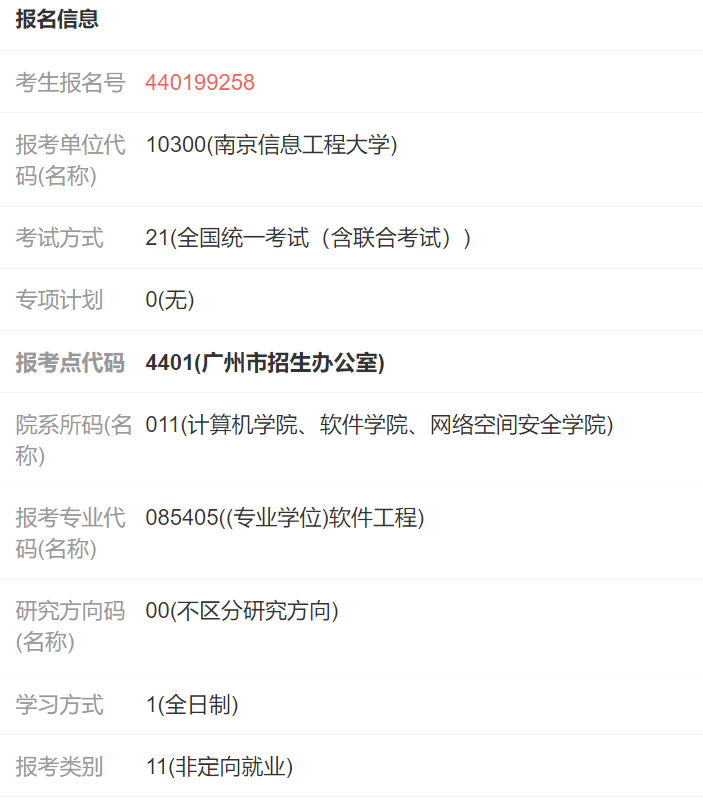 报名信息
考生报名号 440199258
报考单位代 10300(南京信息工程大学)
码(名称)
考试方式 21(全国统一考试（含联合考试）)
专项计划 0(无)
报考点代码 4401(广州市招生办公室)
院系所码(名 011(计算机学院、软件学院、网络空间安全学院)
称)
报考专业代 085405((专业学位)软件工程)
码(名称)
研究方向码 00(不区分研究方向)
(名称)
学习方式 1(全日制)
报考类别 11(非定向就业)